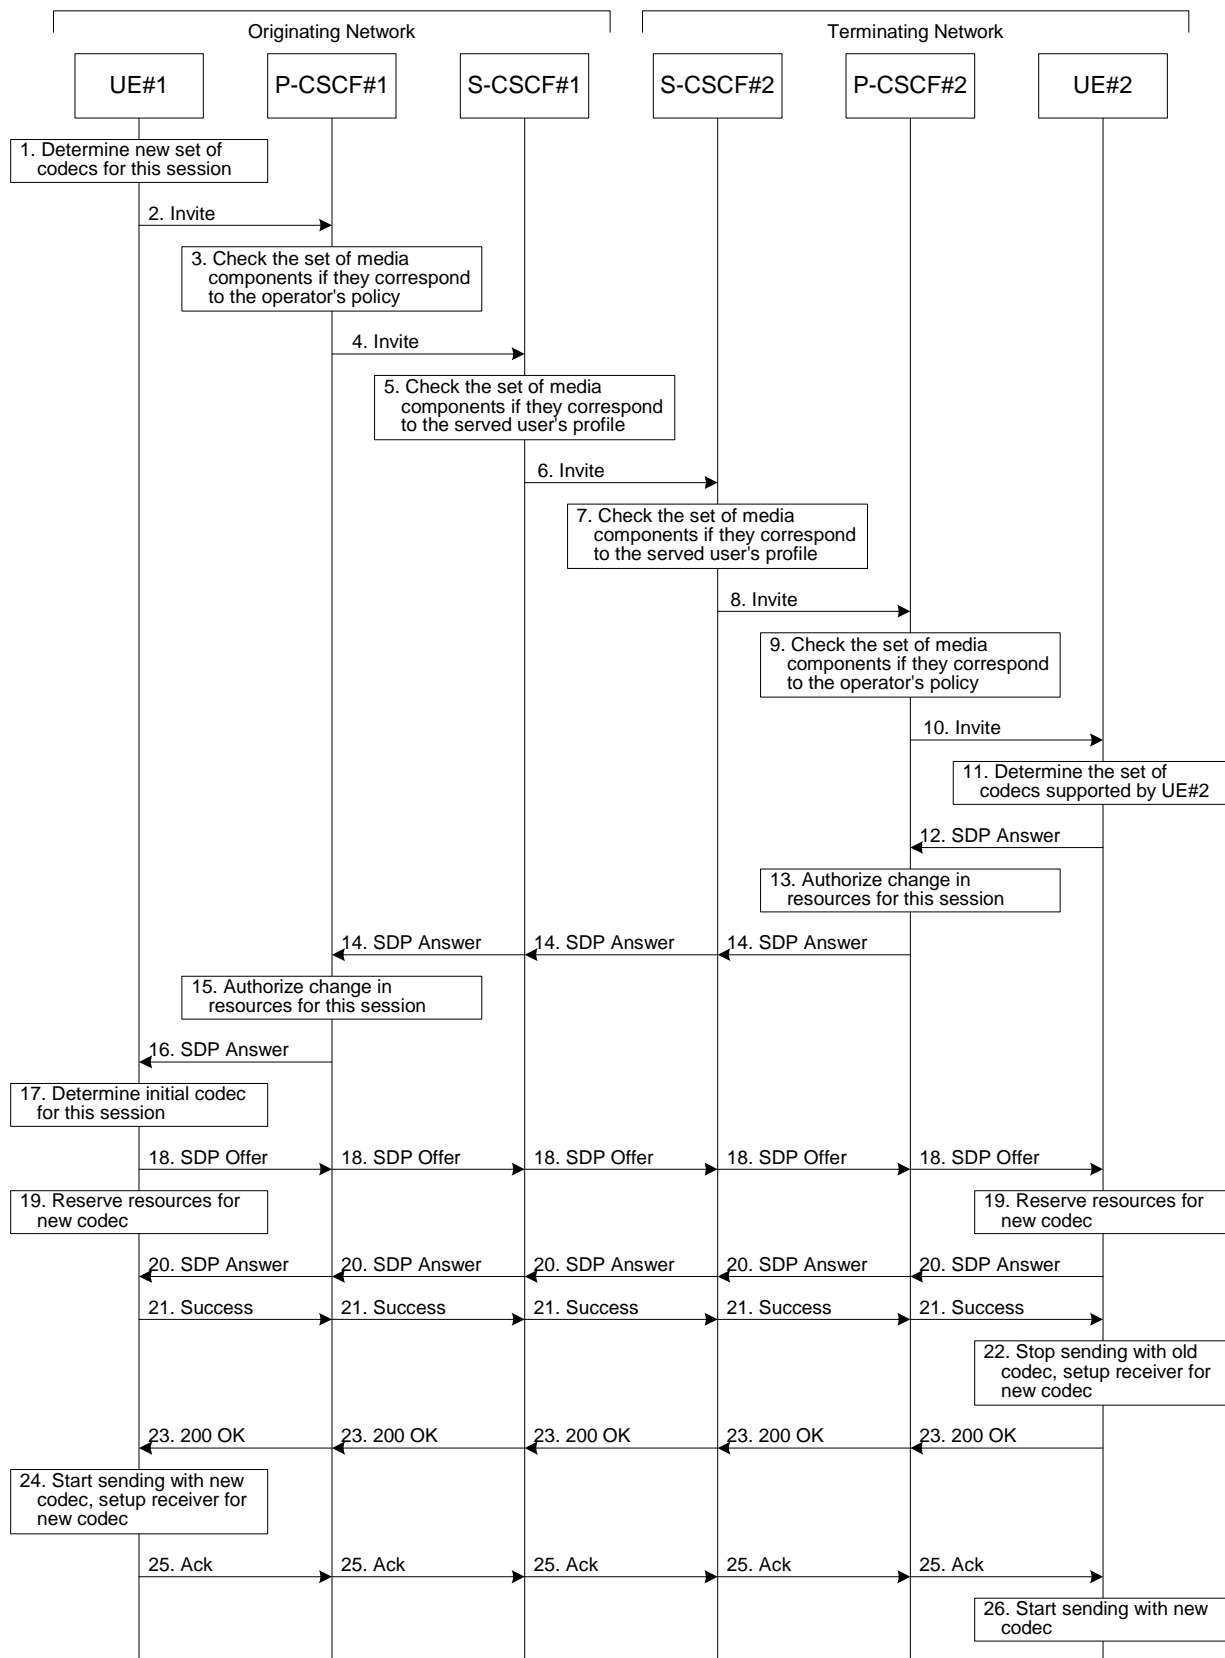 Originating Network
Terminating Network
UE#1
P-CSCF#1
S-CSCF#1
S-CSCF#2
P-CSCF#2
UE#2
1. Determine new set of
codecs for this session
2. Invite
3. Check the set of media
components if they correspond
to the operator's policy
4. Invite
5. Check the set of media
components if they correspond
to the served user's profile
6. Invite
7. Check the set of media
components if they correspond
to the served user's profile
8. Invite
9. Check the set of media
components if they correspond
to the operator's policy
10. Invite
11. Determine the set of
codecs supported by UE#2
12. SDP Answer
13. Authorize change in
resources for this session
14. SDP Answer
14. SDP Answer
14. SDP Answer
15. Authorize change in
resources for this session
16. SDP Answer
17. Determine initial codec
for this session
18. SDP Offer
18. SDP Offer
18. SDP Offer
18. SDP Offer
18. SDP Offer
19. Reserve resources for
new codec
19. Reserve resources for
new codec
20. SDP Answer
20. SDP Answer
20. SDP Answer
20. SDP Answer
20. SDP Answer
21. Success
21. Success
21. Success
21. Success
21. Success
22. Stop sending with old
codec, setup receiver for
new codec
23. 200 OK
23. 200 OK
23. 200 OK
23. 200 OK
23. 200 OK
24. Start sending with new
codec, setup receiver for
new codec
25. Ack
25. Ack
25. Ack
25. Ack
25. Ack
26. Start sending with new
codec